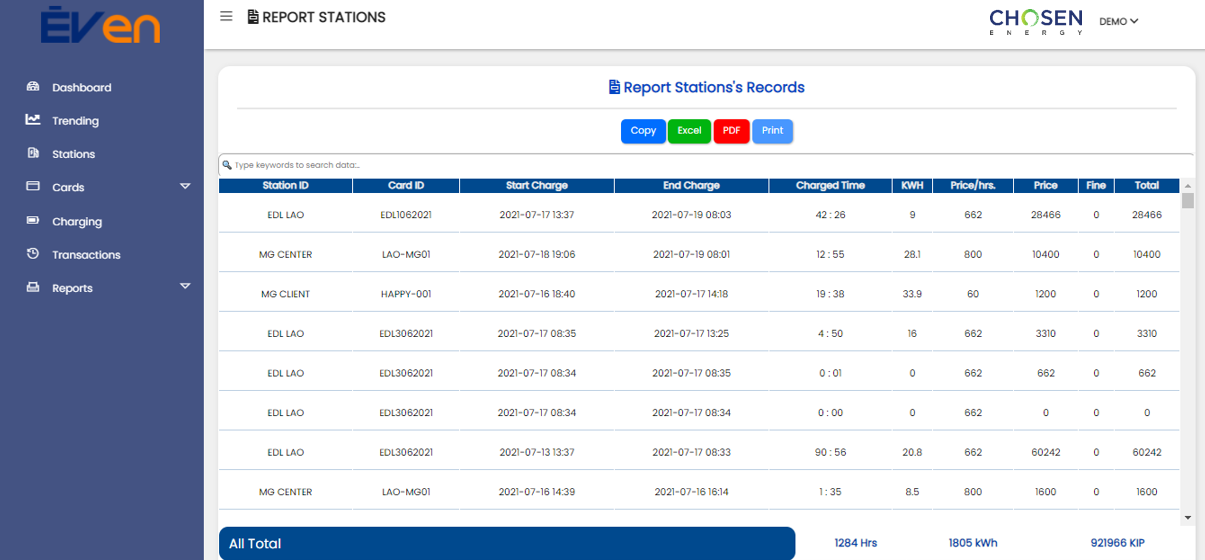 ĒVen
REPORT STATIONS
CHOSEN
ENERGY
DEMO
Dashboard
Trending
Stations
Cards
Charging
Transactions
Reports
Report Stations's Records
Copy Excel PDF Print
Type keywords to search data:..
Station ID Card ID Start Charge End Charge Charged Time KWH Price/hrs. Price Fine Total
EDL LAO EDL1062021 2021-07-17 13:37 2021-07-19 08:03 42 : 26 9 662 28466 0 28466
MG CENTER LAO-MG01 2021-07-18 19:06 2021-07-19 08:01 12 : 55 28.1 800 10400 0 10400
MG CLIENT HAPPY-001 2021-07-16 18:40 2021-07-17 14:18 19 : 38 33.9 60 1200 0 1200
EDL LAO EDL3062021 2021-07-17 08:35 2021-07-17 13:25 4 : 50 16 662 3310 0 3310
EDL LAO EDL3062021 2021-07-17 08:34 2021-07-17 08:35 0 : 01 0 662 662 0 662
EDL LAO EDL3062021 2021-07-17 08:34 2021-07-17 08:34 0 : 00 0 662 0 0 0
EDL LAO EDL3062021 2021-07-13 13:37 2021-07-17 08:33 90 : 56 20.8 662 60242 0 60242
MG CENTER LAO-MG01 2021-07-16 14:39 2021-07-16 16:14 1 : 35 8.5 800 1600 0 1600
All Total 1284 Hrs 1805 kWh 921966 KIP